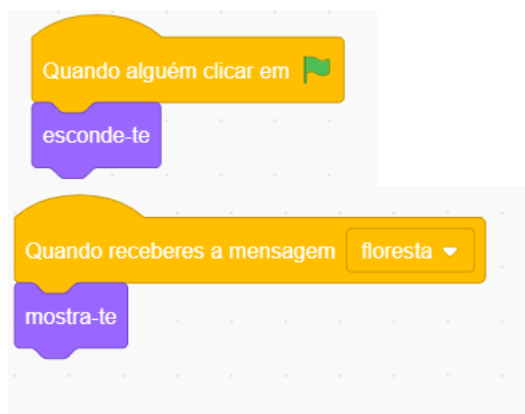 Quando alguém clicar em
esconde-te
Quando receberes a mensagem floresta
mostra-te